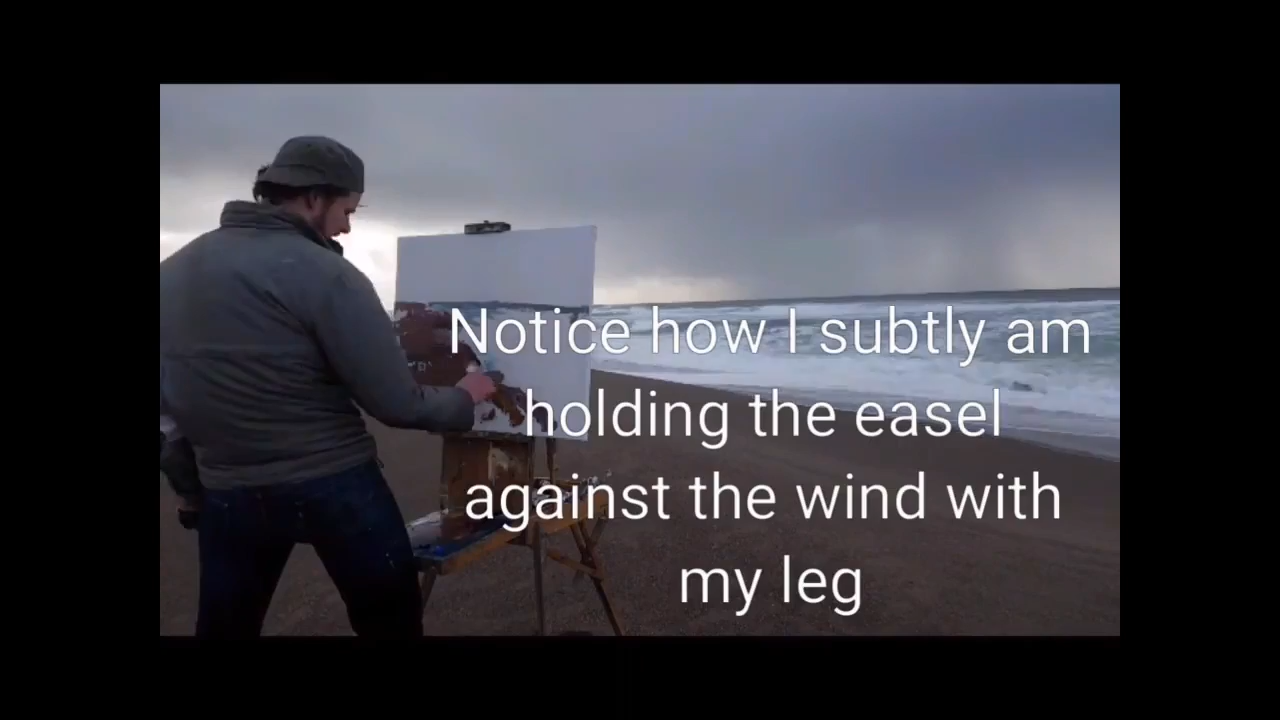 Notice how I subtly am
holding the easel
against the wind with
my leg